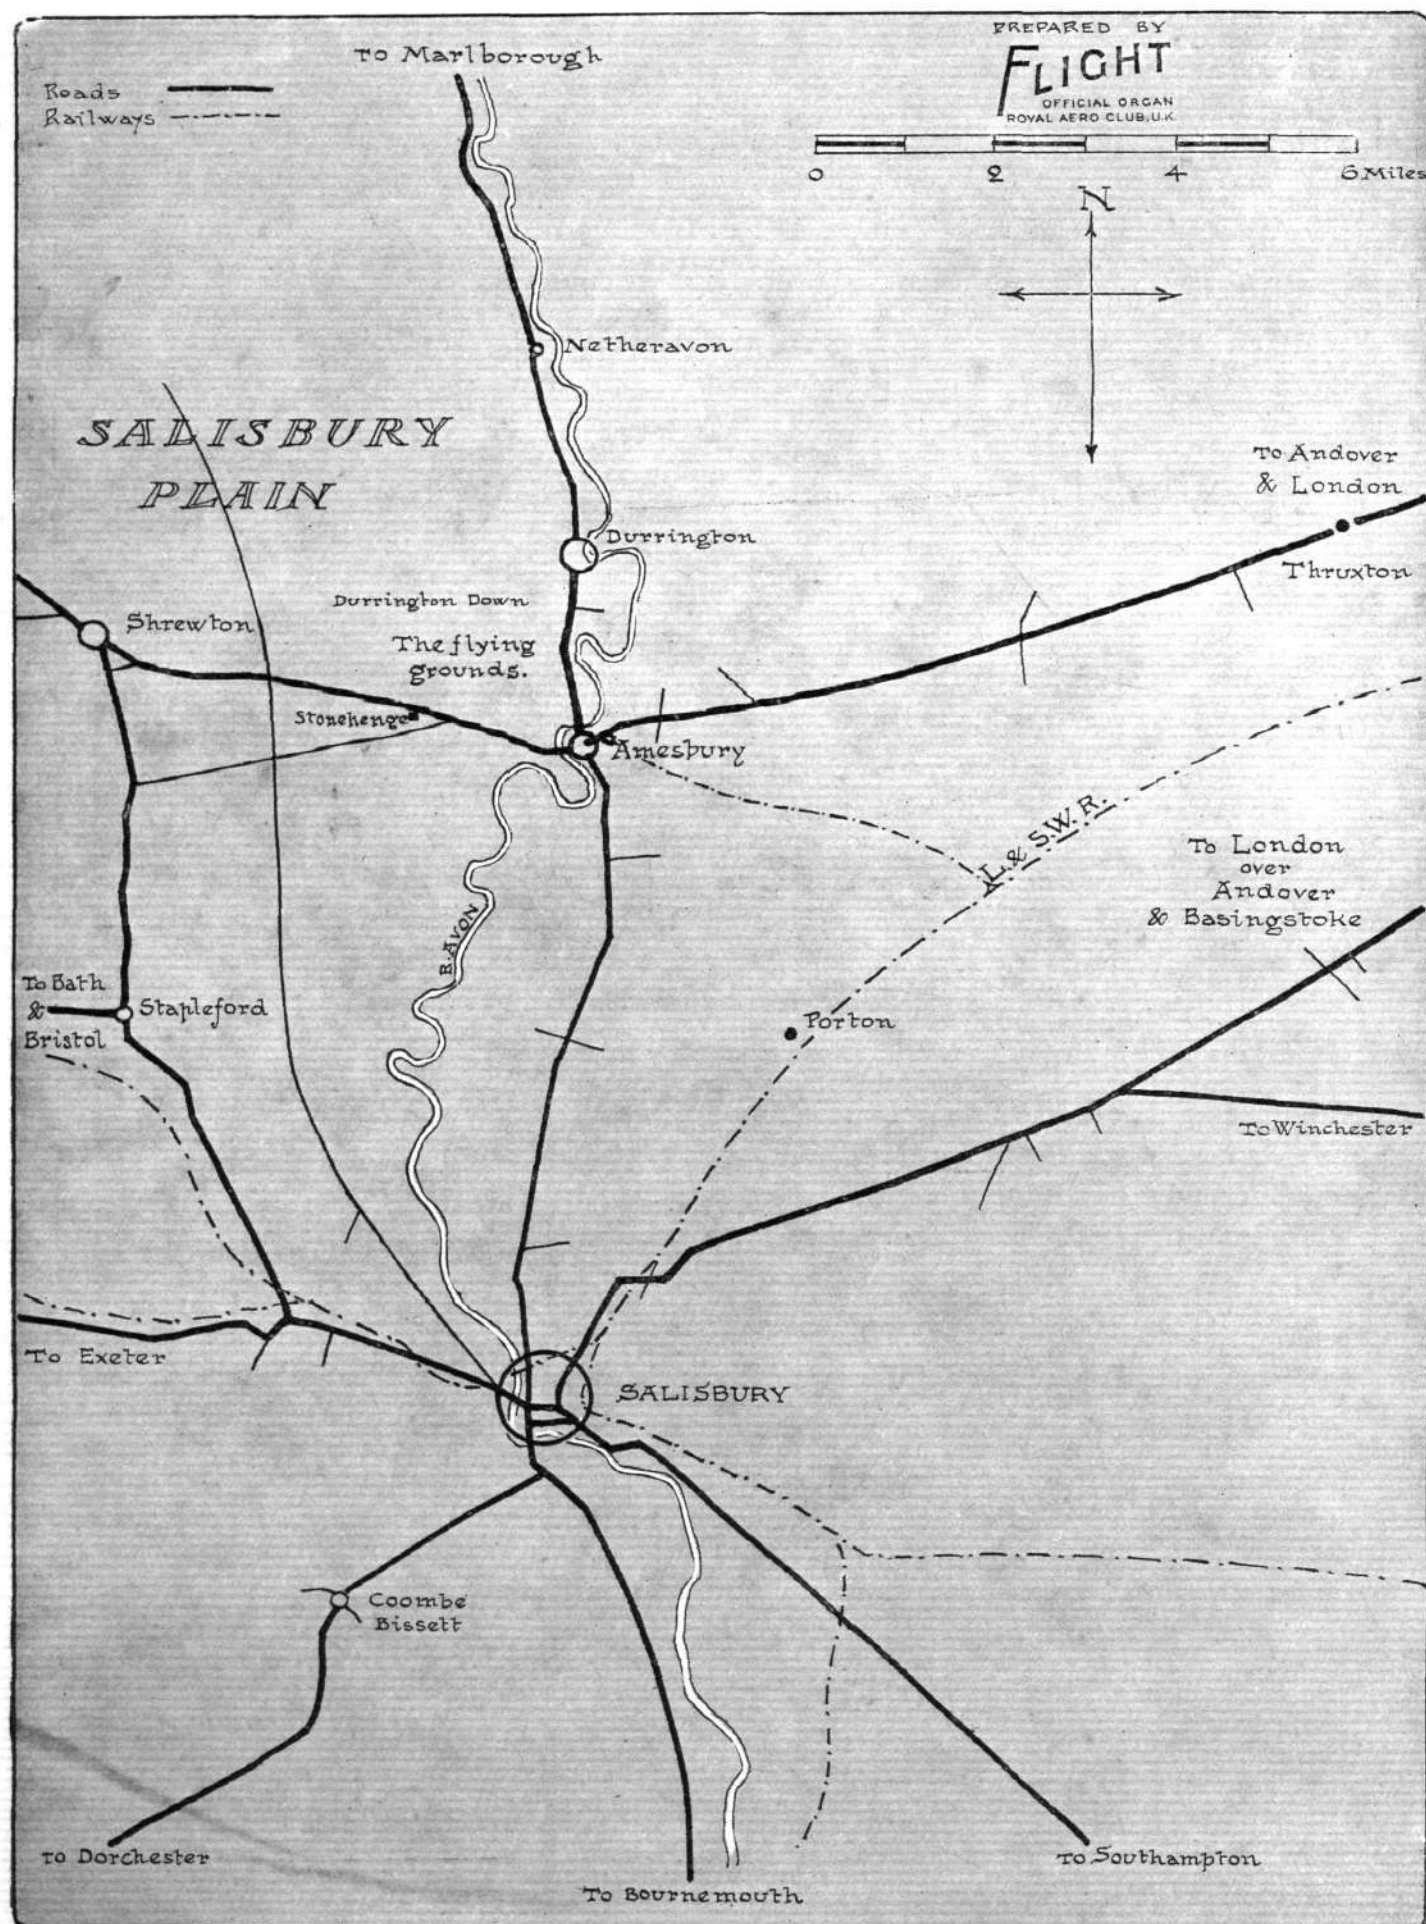 PREPARED BY
FLIGHT
OFFICIAL ORGAN
ROYAL AERO CLUB, U.K.
To Marlborough
Roads
Railways
0 2 4 6 Miles
N
Netheravon
SALISBURY
PLAIN
To Andover
& London
Durrington
Thruxton
Durrington Down
Shrewton
The flying
grounds.
Stonehenge
Amesbury
L. & S.W.R.
To London
over
Andover
& Basingstoke
R. AVON
To Bath
&
Bristol
Stapleford
Porton
To Winchester
To Exeter
SALISBURY
Coombe
Bissett
To Dorchester
To Southampton
To Bournemouth